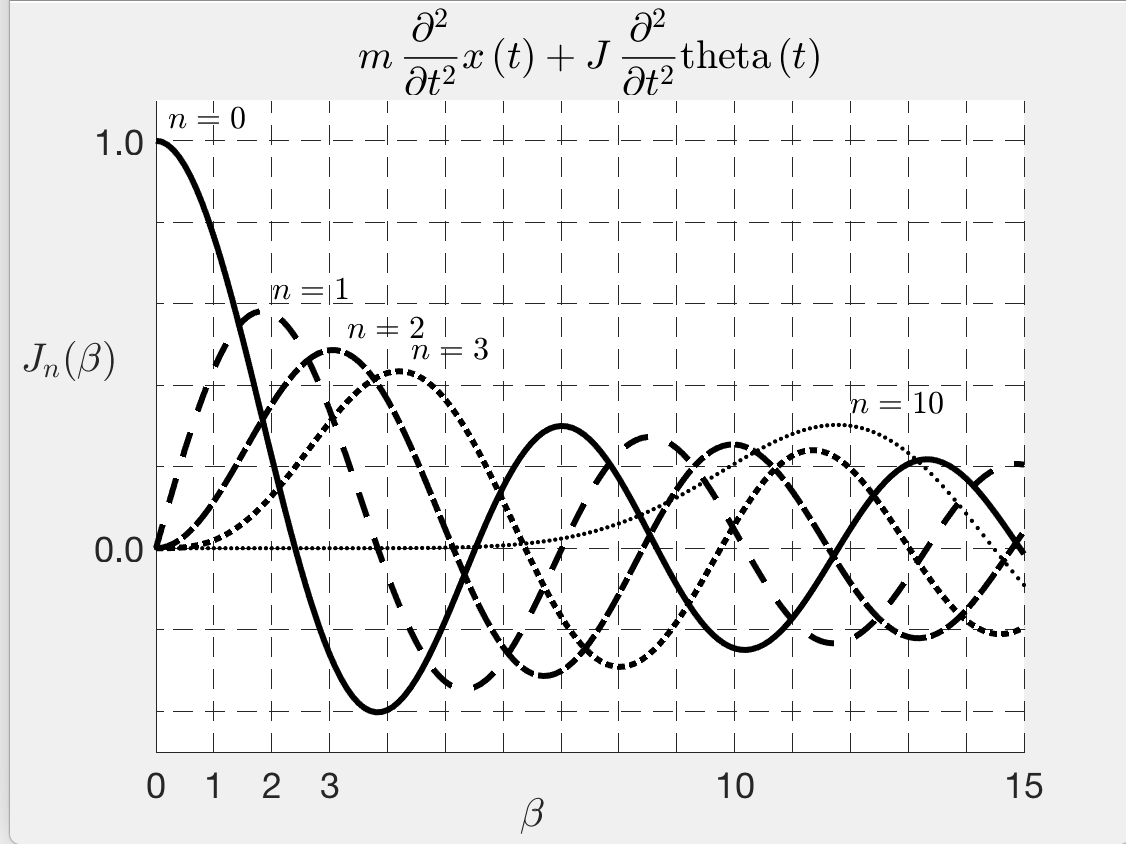 m ∂²/∂t² x (t) + J ∂²/∂t² theta (t)
n = 0
1.0
n = 1
n = 2
n = 3
Jₙ(β)
n = 10
0.0
0 1 2 3 10 15
β